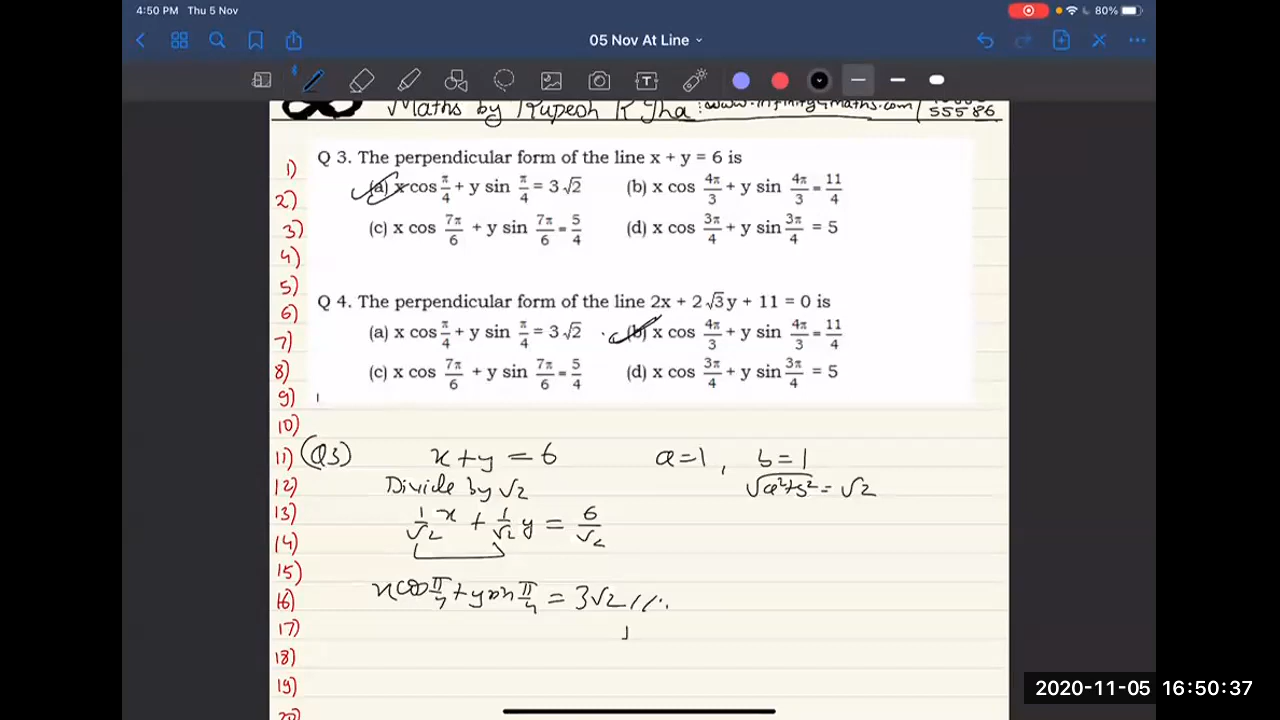 4:50 PM Thu 5 Nov 80%
05 Nov At Line
Maths by Rupesh K Jha : www.infinity4maths.com
55586
Q 3. The perpendicular form of the line x + y = 6 is
(a) x cos π/4 + y sin π/4 = 3√2 (b) x cos 4π/3 + y sin 4π/3 = 11/4
(c) x cos 7π/6 + y sin 7π/6 = 5/4 (d) x cos 3π/4 + y sin 3π/4 = 5
Q 4. The perpendicular form of the line 2x + 2√3y + 11 = 0 is
(a) x cos π/4 + y sin π/4 = 3√2 (b) x cos 4π/3 + y sin 4π/3 = 11/4
(c) x cos 7π/6 + y sin 7π/6 = 5/4 (d) x cos 3π/4 + y sin 3π/4 = 5
1)
2)
3)
4)
5)
6)
7)
8)
9)
10)
11) (Q3) x + y = 6 a = 1 , b = 1
12) Divide by √2 √a²+b² = √2
13) 1/√2 x + 1/√2 y = 6/√2
14)
15)
16) x cos π/4 + y sin π/4 = 3√2 //.
17)
18)
19)
20)
2020-11-05 16:50:37